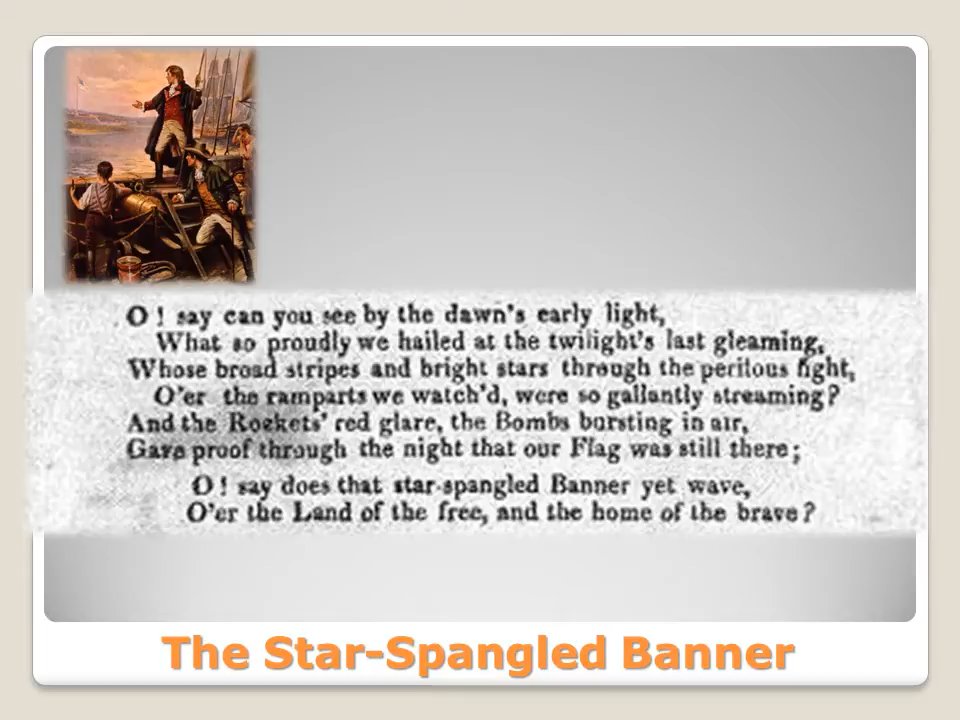 O! say can you see by the dawn's early light,
What so proudly we hailed at the twilight's last gleaming,
Whose broad stripes and bright stars through the perilous fight,
O'er the ramparts we watch'd, were so gallantly streaming?
And the Rockets' red glare, the Bombs bursting in air,
Gave proof through the night that our Flag was still there;
O! say does that star-spangled Banner yet wave,
O'er the Land of the free, and the home of the brave?
The Star-Spangled Banner